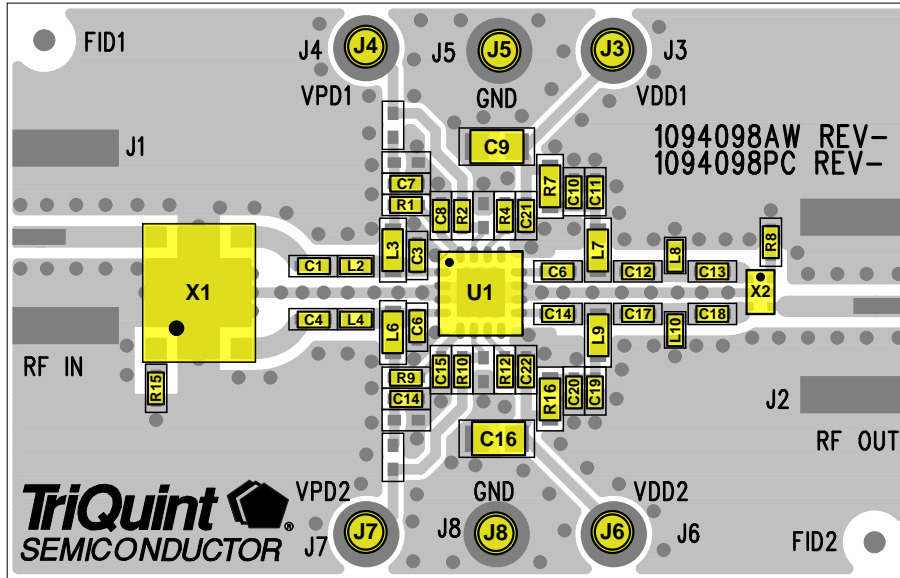 FID1
J4
J4
J5
J5
J3
J3
VPD1
GND
VDD1
J1
1094098AW REV-
1094098PC REV-
C9
C7
R1
C8
R2
R4
C21
R7
C10
C11
L3
C3
L7
L8
R8
C1
L2
C6
C12
C13
X1
U1
X2
C4
L4
L6
C6
C14
C17
C18
L9
L10
RF IN
R15
R9
C14
C15
R10
R12
C22
R16
C20
C19
J2
C16
RF OUT
VPD2
GND
VDD2
TriQuint
®
SEMICONDUCTOR
J7
J7
J8
J8
J6
J6
FID2